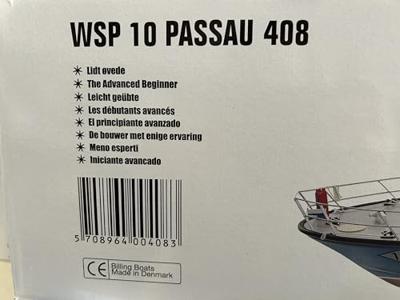 WSP 10 PASSAU 408
✶ Lidt øvede
✶ The Advanced Beginner
✶ Leicht geübte
✶ Les débutants avancés
✶ El principiante avanzado
✶ De bouwer met enige ervaring
✶ Meno esperti
✶ Iniciante avancado
5 708964 004083
CE Billing Boats
Made in Denmark